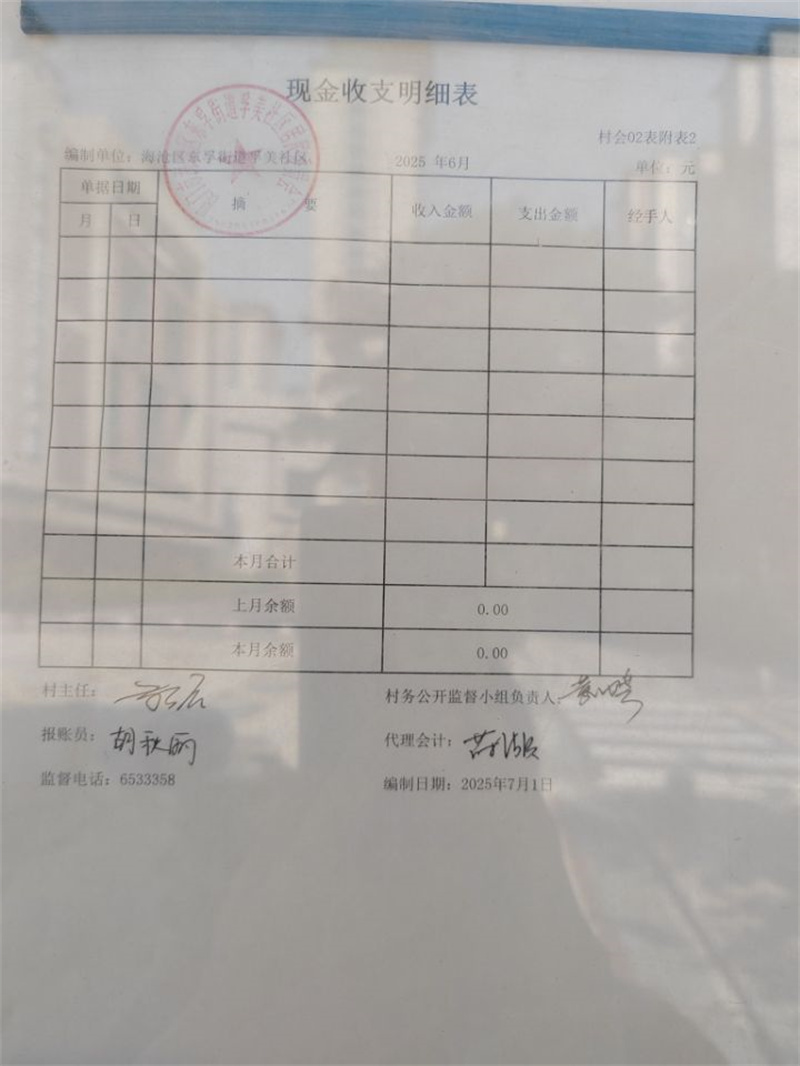 现金收支明细表
村会02表附表2
编制单位：海沧区东孚街道孚美社区 2025 年6月 单位：元
单据日期 摘 要 收入金额 支出金额 经手人
月 日
本月合计
上月余额 0.00
本月余额 0.00
村主任： 村务公开监督小组负责人：
报账员：胡秋丽 代理会计：
监督电话：6533358 编制日期：2025年7月1日